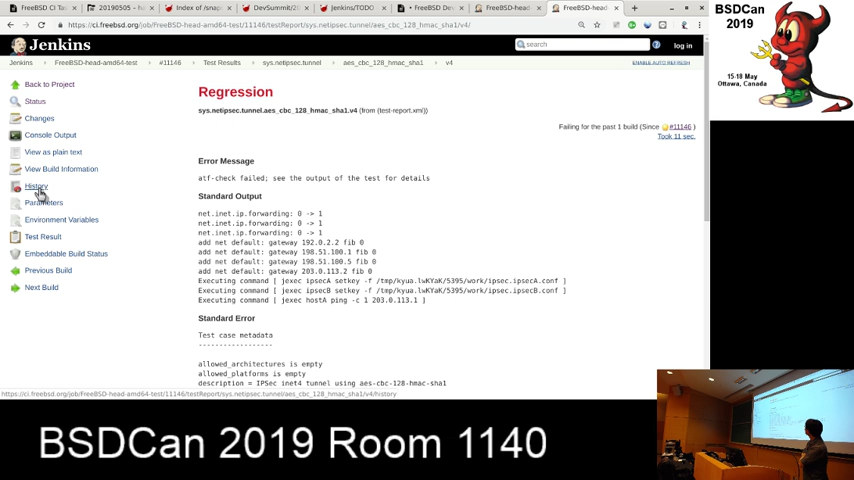 FreeBSD CI Tas
20190505 – ha
Index of /snap
DevSummit/20
Jenkins/TODO
FreeBSD Dev
FreeBSD-head-
FreeBSD-head-
https://ci.freebsd.org/job/FreeBSD-head-amd64-test/11146/testReport/sys.netipsec.tunnel/aes_cbc_128_hmac_sha1/v4/
Jenkins
search
log in
Jenkins
FreeBSD-head-amd64-test
#11146
Test Results
sys.netipsec.tunnel
aes_cbc_128_hmac_sha1
v4
ENABLE AUTO REFRESH
Back to Project
Status
Changes
Console Output
View as plain text
View Build Information
History
Parameters
Environment Variables
Test Result
Embeddable Build Status
Previous Build
Next Build
Regression
sys.netipsec.tunnel.aes_cbc_128_hmac_sha1.v4 (from (test-report.xml))
Failing for the past 1 build (Since #11146 )
Took 11 sec.
Error Message
atf-check failed; see the output of the test for details
Standard Output
net.inet.ip.forwarding: 0 -> 1
net.inet.ip.forwarding: 0 -> 1
net.inet.ip.forwarding: 0 -> 1
add net default: gateway 192.0.2.2 fib 0
add net default: gateway 198.51.100.1 fib 0
add net default: gateway 198.51.100.5 fib 0
add net default: gateway 203.0.113.2 fib 0
Executing command [ jexec ipsecA setkey -f /tmp/kyua.lwKYaK/5395/work/ipsec.ipsecA.conf ]
Executing command [ jexec ipsecB setkey -f /tmp/kyua.lwKYaK/5395/work/ipsec.ipsecB.conf ]
Executing command [ jexec hostA ping -c 1 203.0.113.1 ]
Standard Error
Test case metadata
------------------
allowed_architectures is empty
allowed_platforms is empty
description = IPSec inet4 tunnel using aes-cbc-128-hmac-sha1
https://ci.freebsd.org/job/FreeBSD-head-amd64-test/11146/testReport/sys.netipsec.tunnel/aes_cbc_128_hmac_sha1/v4/history
BSDCan
2019
15-18 May
Ottawa, Canada
BSDCan 2019 Room 1140